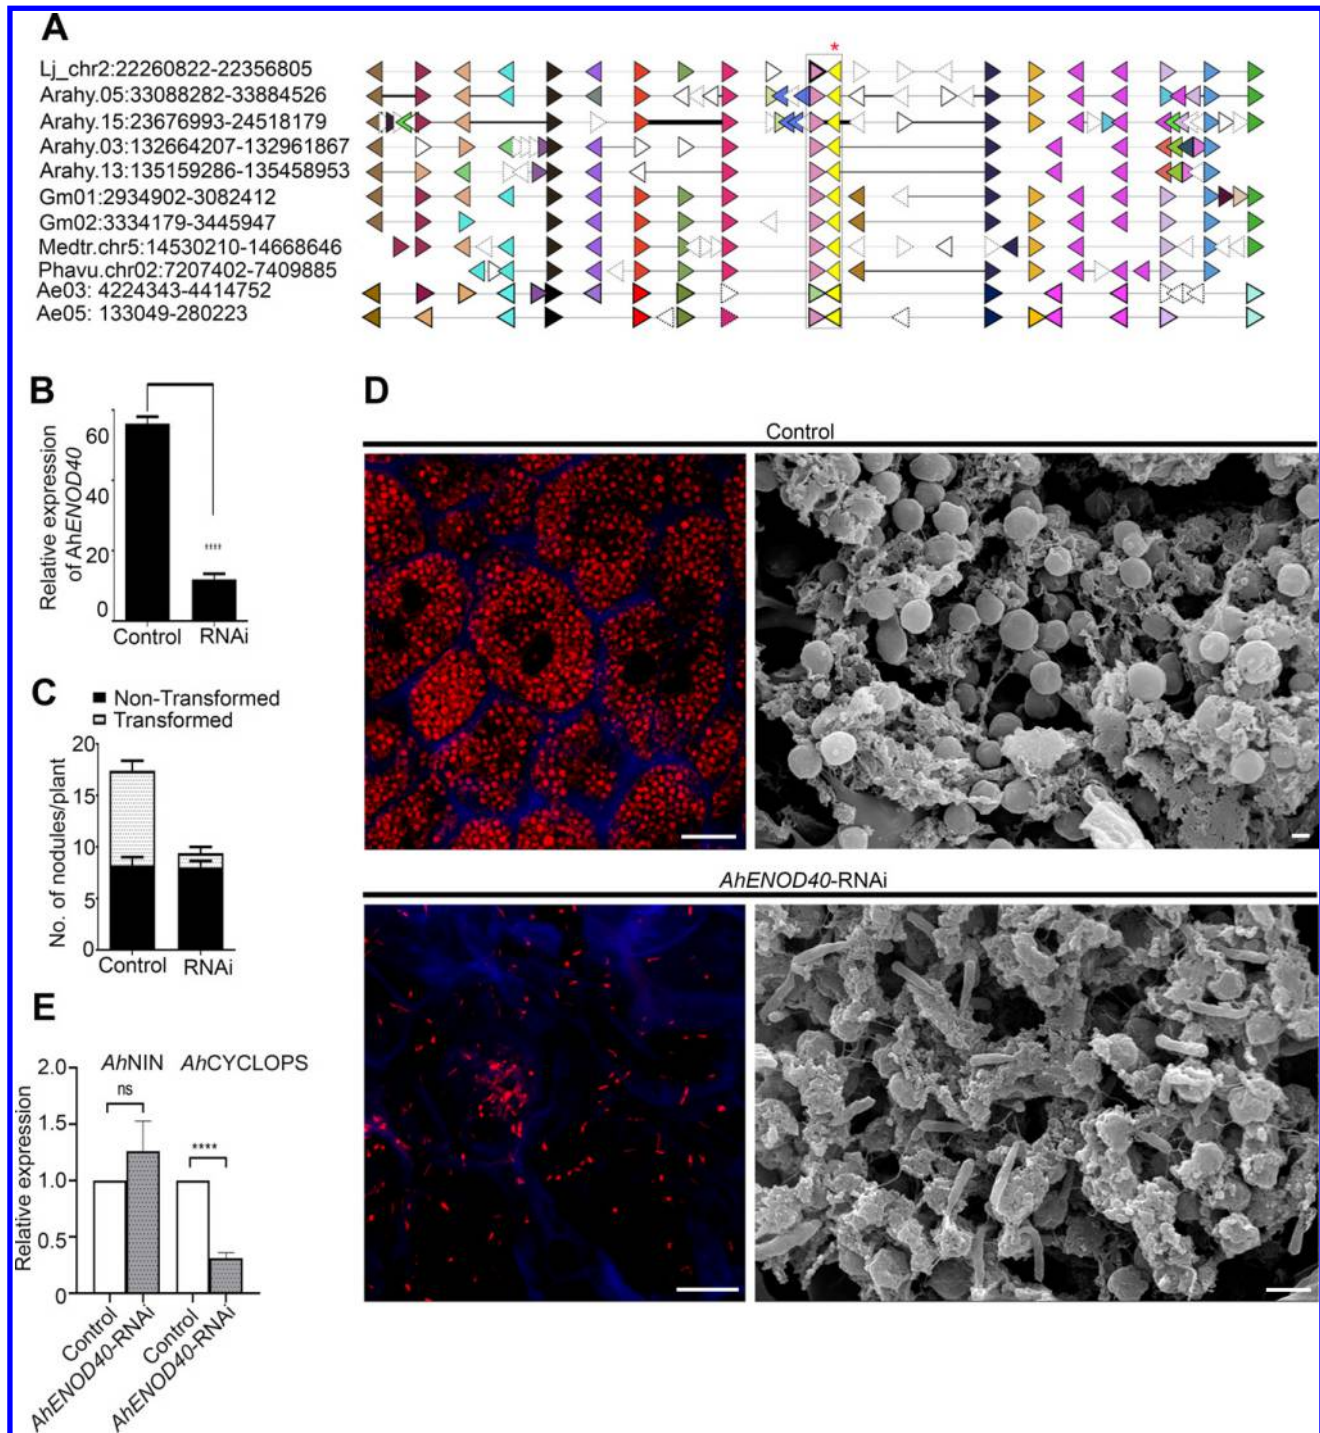 A
*
Lj_chr2:22260822-22356805
Arahy.05:33088282-33884526
Arahy.15:23676993-24518179
Arahy.03:132664207-132961867
Arahy.13:135159286-135458953
Gm01:2934902-3082412
Gm02:3334179-3445947
Medtr.chr5:14530210-14668646
Phavu.chr02:7207402-7409885
Ae03: 4224343-4414752
Ae05: 133049-280223
B
Relative expression
of AhENOD40
60
40
20
0
Control RNAi
C
Non-Transformed
Transformed
No. of nodules/plant
20
15
10
5
0
Control RNAi
D
Control
AhENOD40-RNAi
E
AhNIN AhCYCLOPS
ns
****
Relative expression
2.0
1.5
1.0
0.5
0
Control
AhENOD40-RNAi
Control
AhENOD40-RNAi